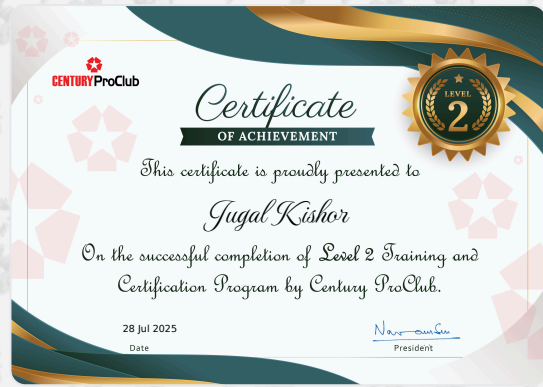 CENTURY ProClub
Certificate
OF ACHIEVEMENT
LEVEL
2
This certificate is proudly presented to
Jugal Kishor
On the successful completion of Level 2 Training and
Certification Program by Century ProClub.
28 Jul 2025
Date
President